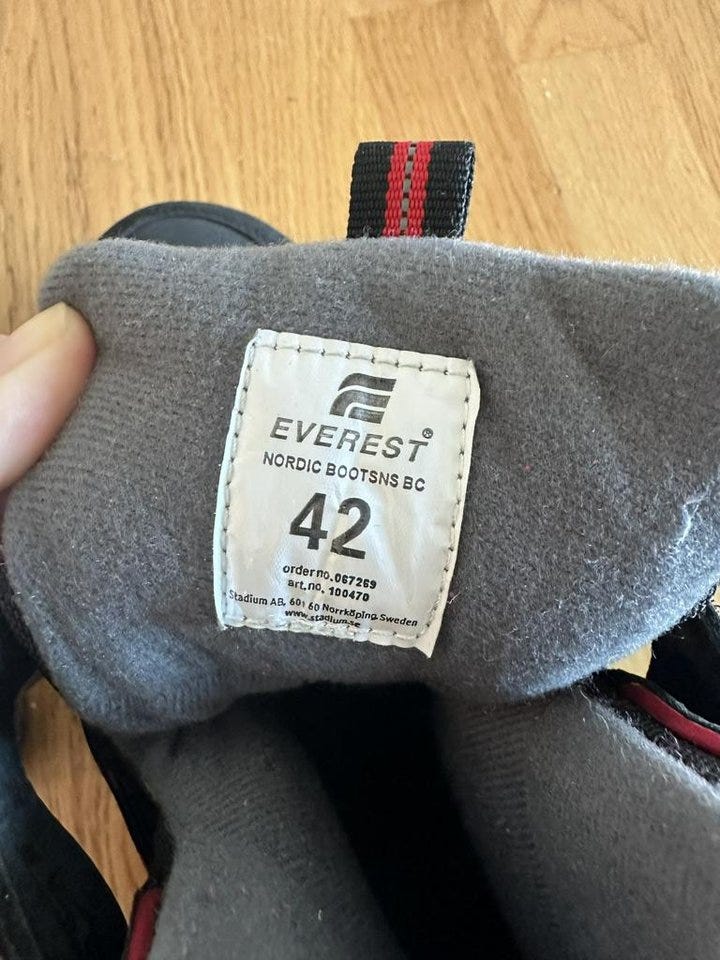 EVEREST®
NORDIC BOOTSNS BC
42
order no. 067269
art.no. 100470
Stadium AB, 601 60 Norrköping Sweden
www.stadium.se